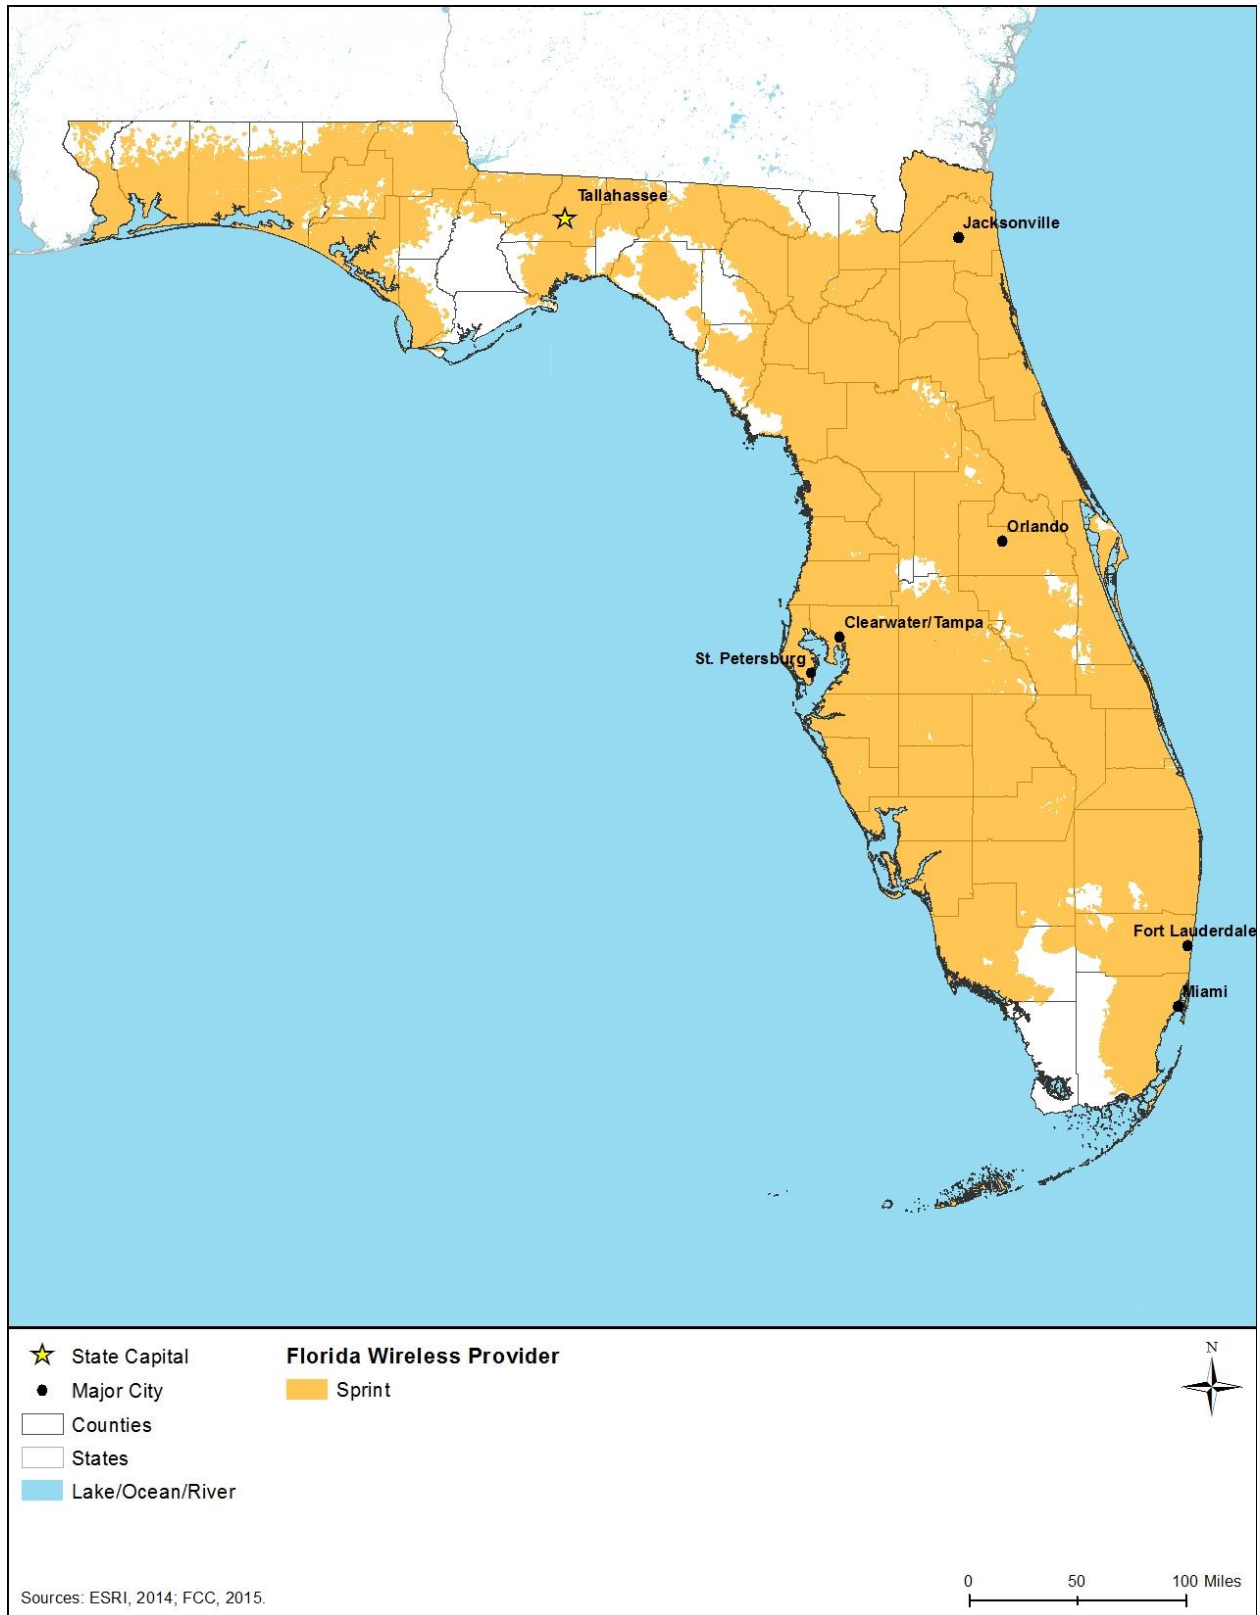 Tallahassee
Jacksonville
Orlando
Clearwater/Tampa
St. Petersburg
Fort Lauderdale
Miami
State Capital
Major City
Counties
States
Lake/Ocean/River
Florida Wireless Provider
Sprint
N
Sources: ESRI, 2014; FCC, 2015.
0 50 100 Miles